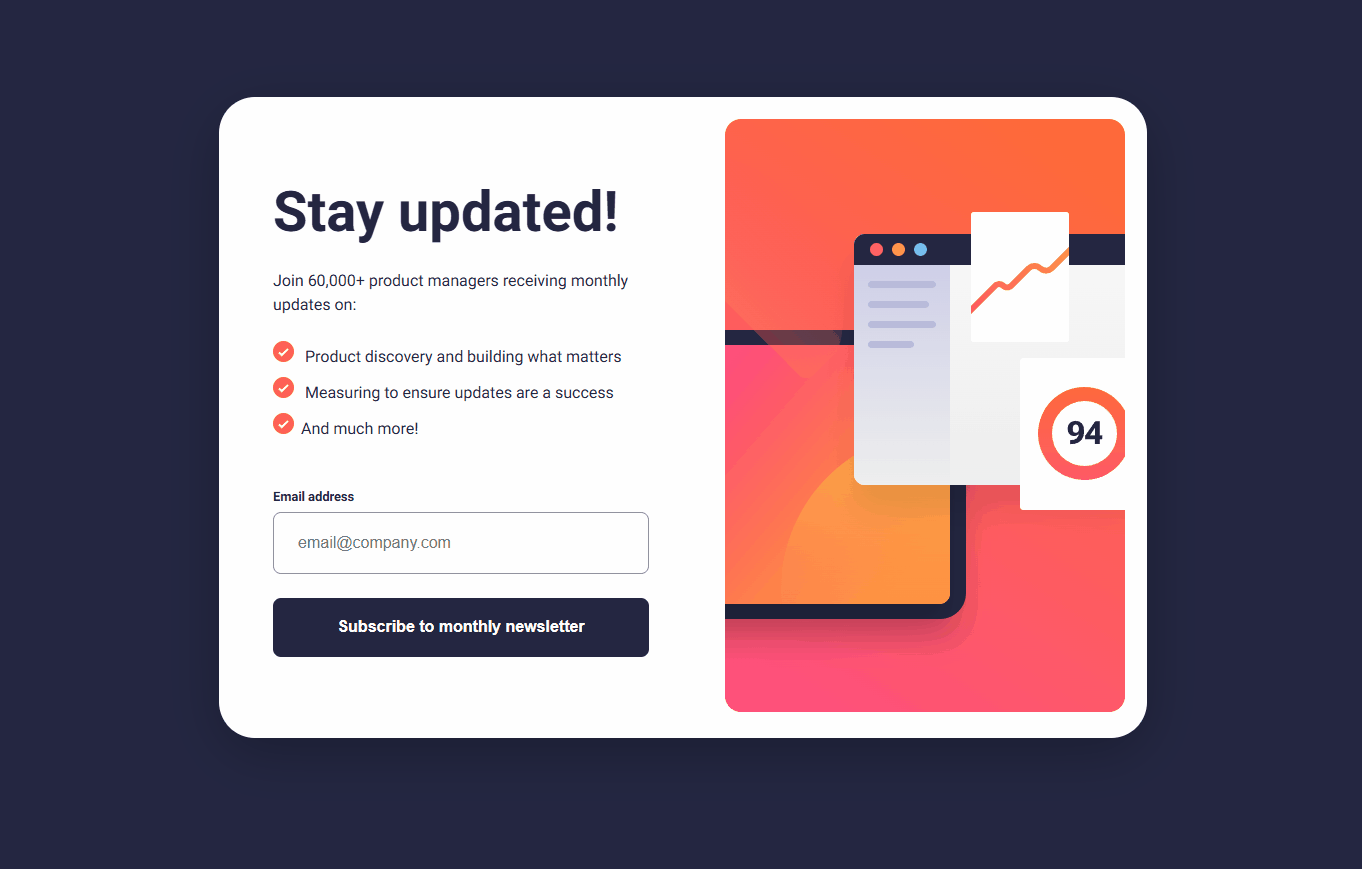 Stay updated!
Join 60,000+ product managers receiving monthly
updates on:
Product discovery and building what matters
Measuring to ensure updates are a success
And much more!
Email address
email@company.com
Subscribe to monthly newsletter
94